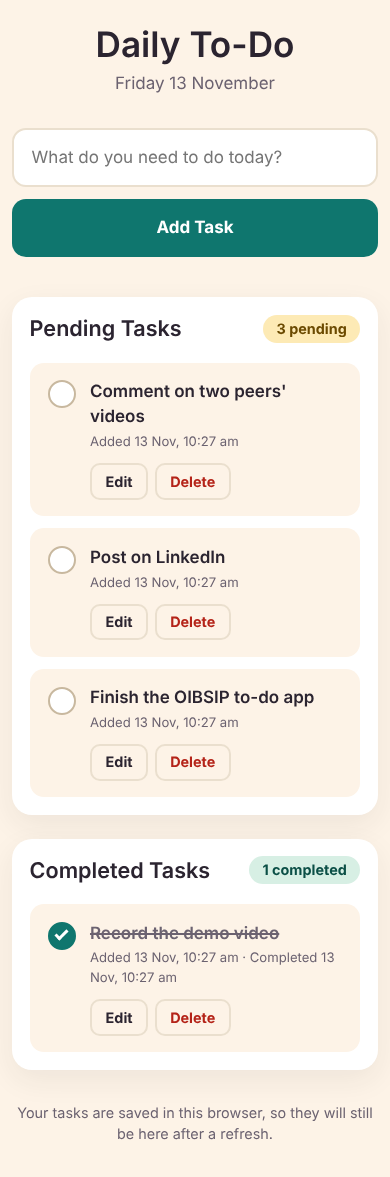 Daily To-Do
Friday 13 November
What do you need to do today?
Add Task
Pending Tasks
3 pending
Comment on two peers'
videos
Added 13 Nov, 10:27 am
Edit
Delete
Post on LinkedIn
Added 13 Nov, 10:27 am
Edit
Delete
Finish the OIBSIP to-do app
Added 13 Nov, 10:27 am
Edit
Delete
Completed Tasks
1 completed
Record the demo video
Added 13 Nov, 10:27 am · Completed 13
Nov, 10:27 am
Edit
Delete
Your tasks are saved in this browser, so they will still
be here after a refresh.